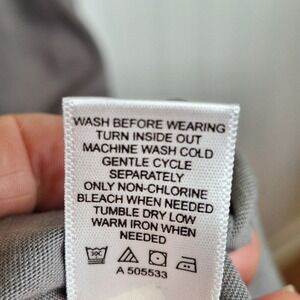 WASH BEFORE WEARING
TURN INSIDE OUT
MACHINE WASH COLD
GENTLE CYCLE
SEPARATELY
ONLY NON-CHLORINE
BLEACH WHEN NEEDED
TUMBLE DRY LOW
WARM IRON WHEN
NEEDED
30C
A 505533